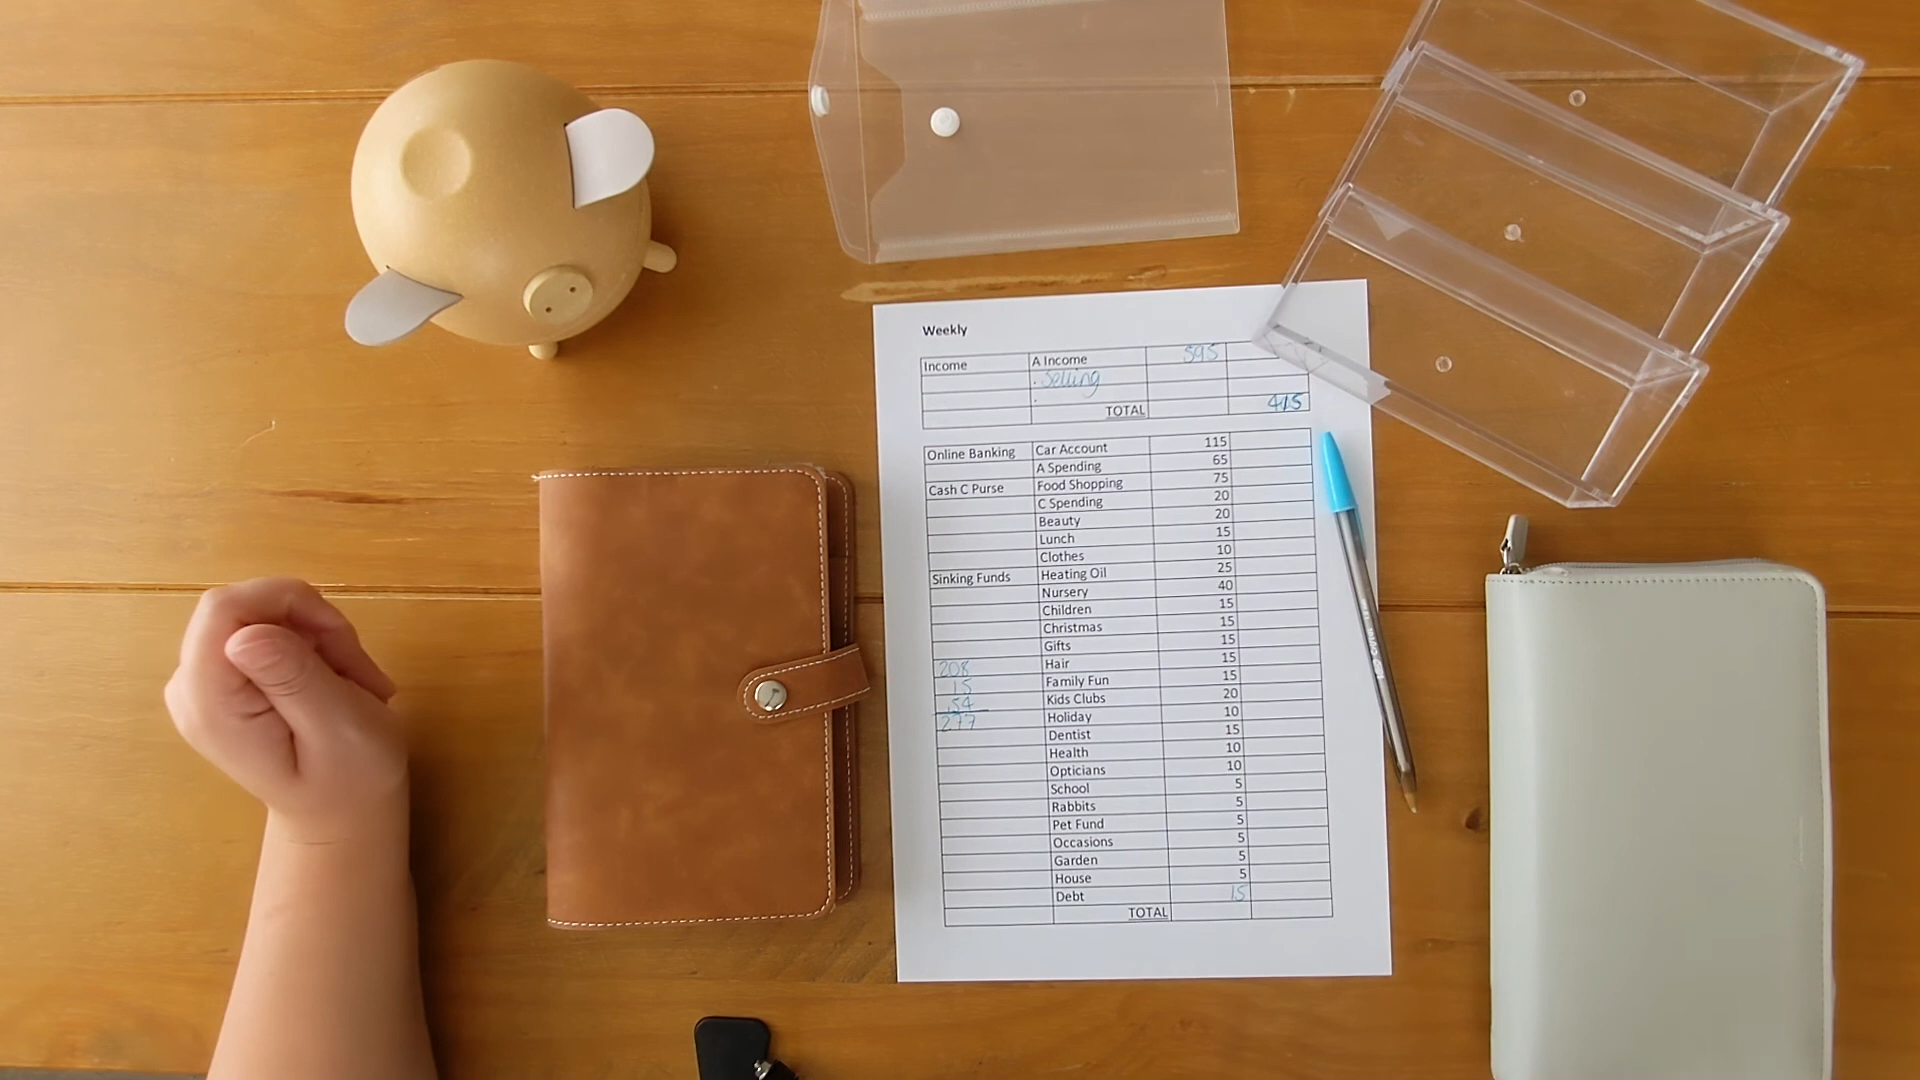 Weekly
Income A Income 595
. Selling
.
TOTAL 415
Online Banking Car Account 115
A Spending 65
Cash C Purse Food Shopping 75
C Spending 20
Beauty 20
Lunch 15
Clothes 10
Sinking Funds Heating Oil 25
Nursery 40
Children 15
Christmas 15
Gifts 15
208 Hair 15
15 Family Fun 15
54 Kids Clubs 20
277 Holiday 10
Dentist 15
Health 10
Opticians 10
School 5
Rabbits 5
Pet Fund 5
Occasions 5
Garden 5
House 5
Debt 15
TOTAL